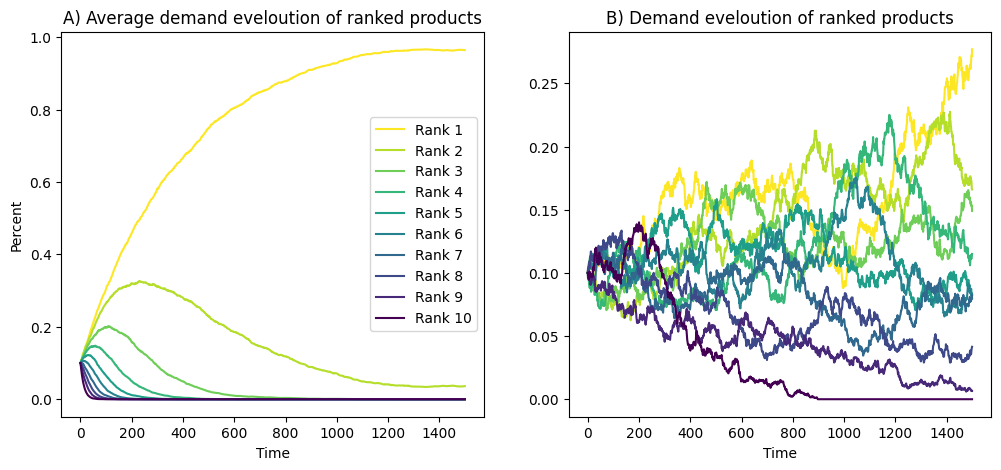 A) Average demand eveloution of ranked products
Percent
1.0
0.8
0.6
0.4
0.2
0.0
0
200
400
600
800
1000
1200
1400
Time
Rank 1
Rank 2
Rank 3
Rank 4
Rank 5
Rank 6
Rank 7
Rank 8
Rank 9
Rank 10
B) Demand eveloution of ranked products
0.25
0.20
0.15
0.10
0.05
0.00
0
200
400
600
800
1000
1200
1400
Time